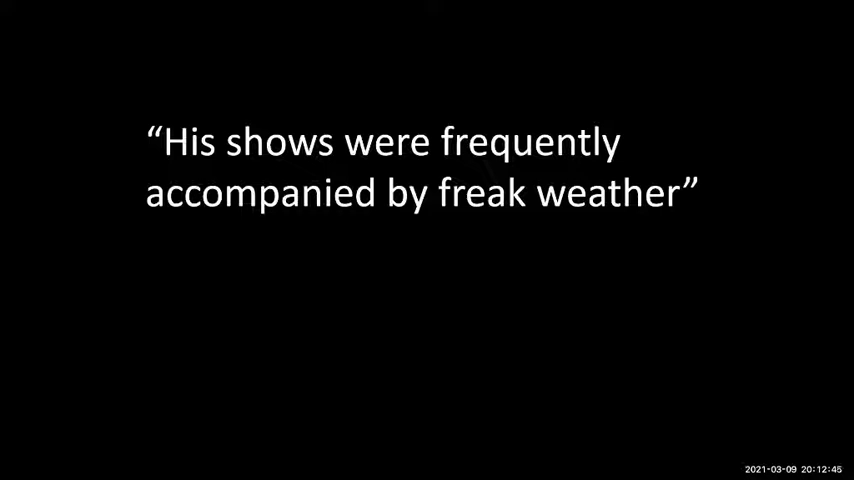 “His shows were frequently
accompanied by freak weather”
2021-03-09 20:12:45